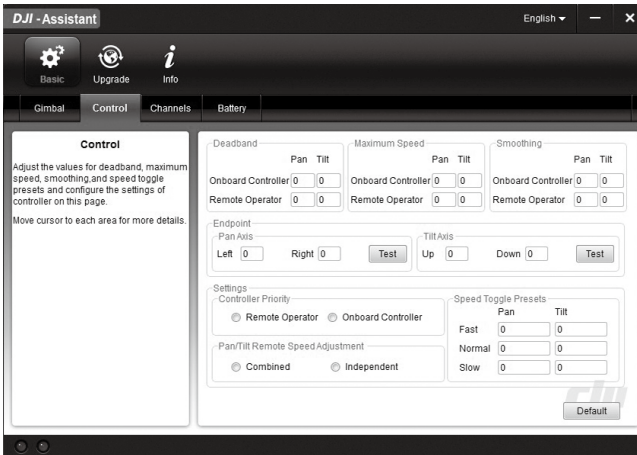 DJI - Assistant English
Basic Upgrade Info
Gimbal Control Channels Battery
Control
Adjust the values for deadband, maximum
speed, smoothing,and speed toggle
presets and configure the settings of
controller on this page.
Move cursor to each area for more details.
Deadband
Pan Tilt
Onboard Controller 0 0
Remote Operator 0 0
Maximum Speed
Pan Tilt
Onboard Controller 0 0
Remote Operator 0 0
Smoothing
Pan Tilt
Onboard Controller 0 0
Remote Operator 0 0
Endpoint
Pan Axis
Left 0 Right 0 Test
Tilt Axis
Up 0 Down 0 Test
Settings
Controller Priority
Remote Operator Onboard Controller
Pan/Tilt Remote Speed Adjustment
Combined Independent
Speed Toggle Presets
Pan Tilt
Fast 0 0
Normal 0 0
Slow 0 0
dji
Default